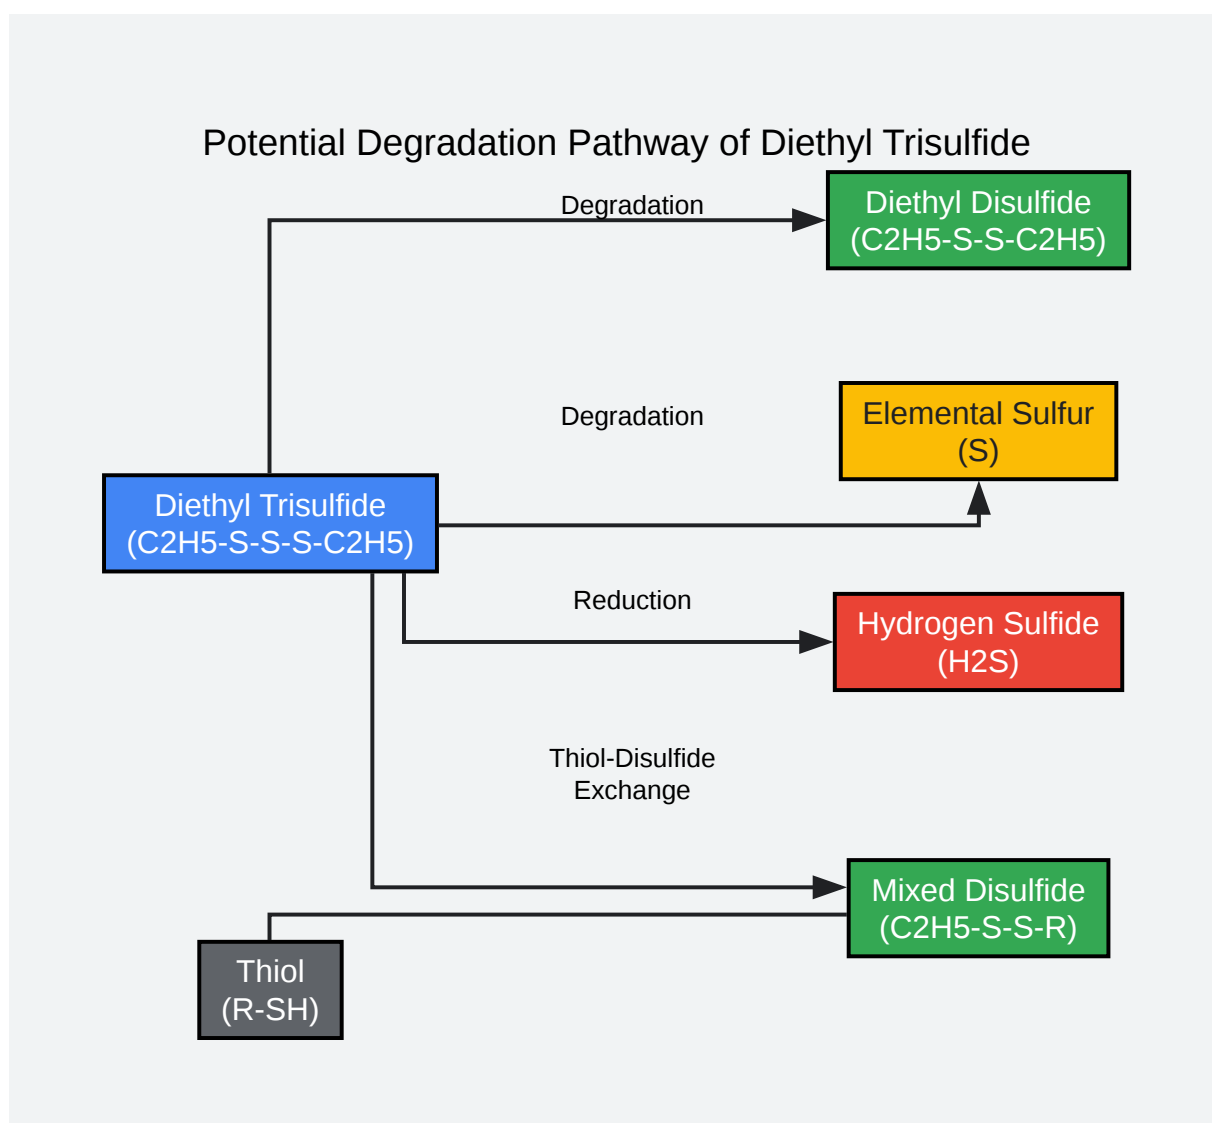 Potential Degradation Pathway of Diethyl Trisulfide
Degradation
Diethyl Disulfide
(C2H5-S-S-C2H5)
Degradation
Elemental Sulfur
(S)
Diethyl Trisulfide
(C2H5-S-S-S-C2H5)
Reduction
Hydrogen Sulfide
(H2S)
Thiol-Disulfide
Exchange
Mixed Disulfide
(C2H5-S-S-R)
Thiol
(R-SH)